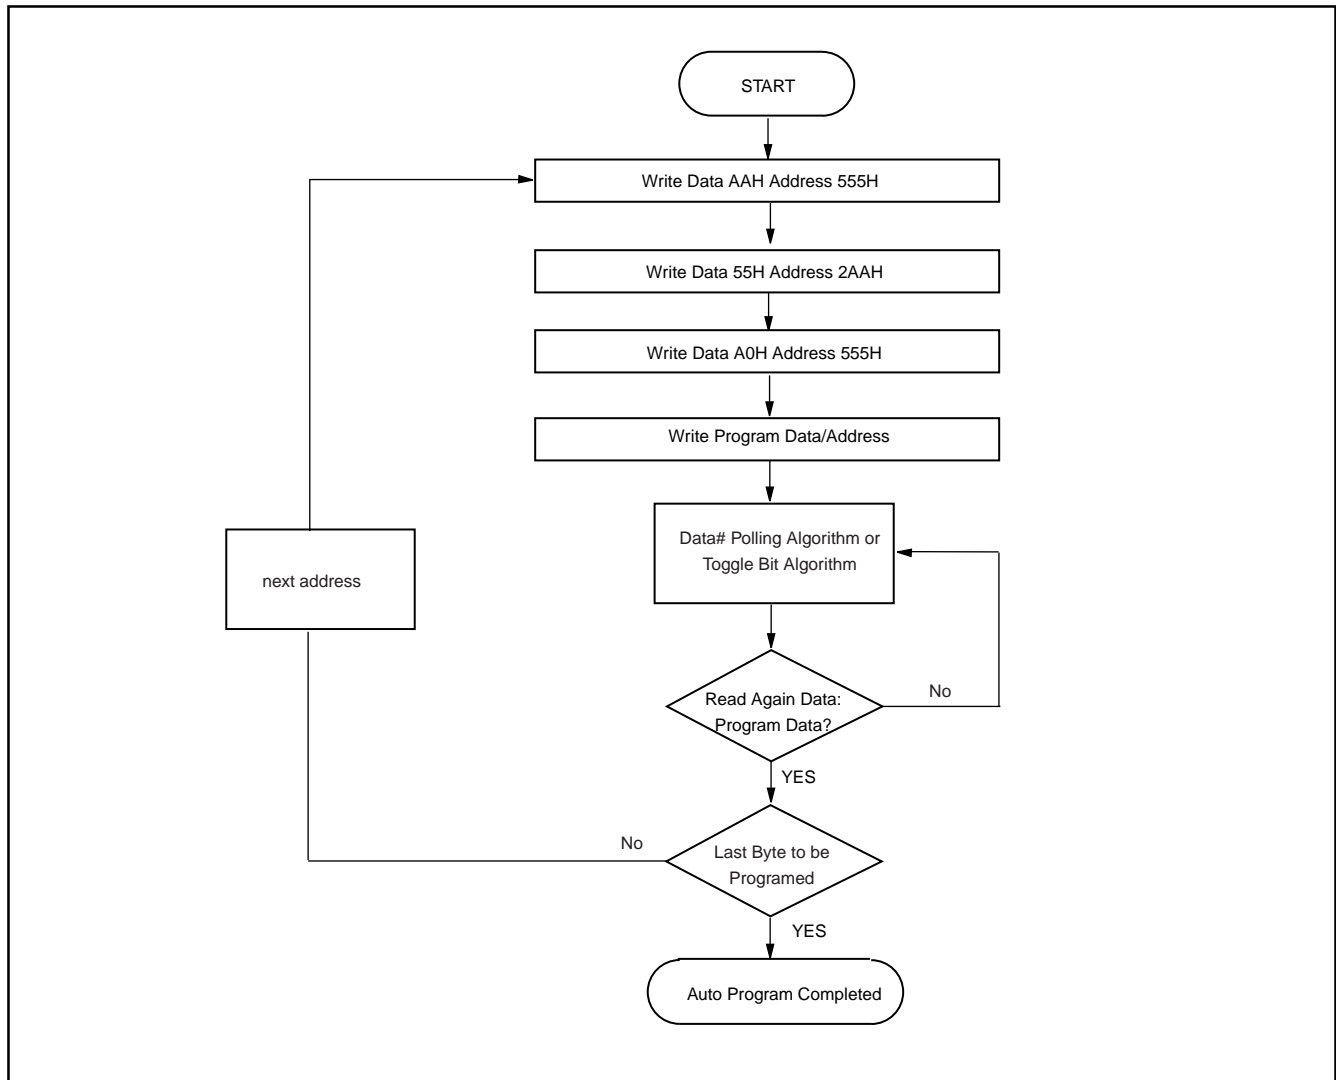 START
Write Data AAH Address 555H
Write Data 55H Address 2AAH
Write Data A0H Address 555H
Write Program Data/Address
Data# Polling Algorithm or
Toggle Bit Algorithm
next address
Read Again Data:
Program Data?
No
YES
No
Last Byte to be
Programed
YES
Auto Program Completed